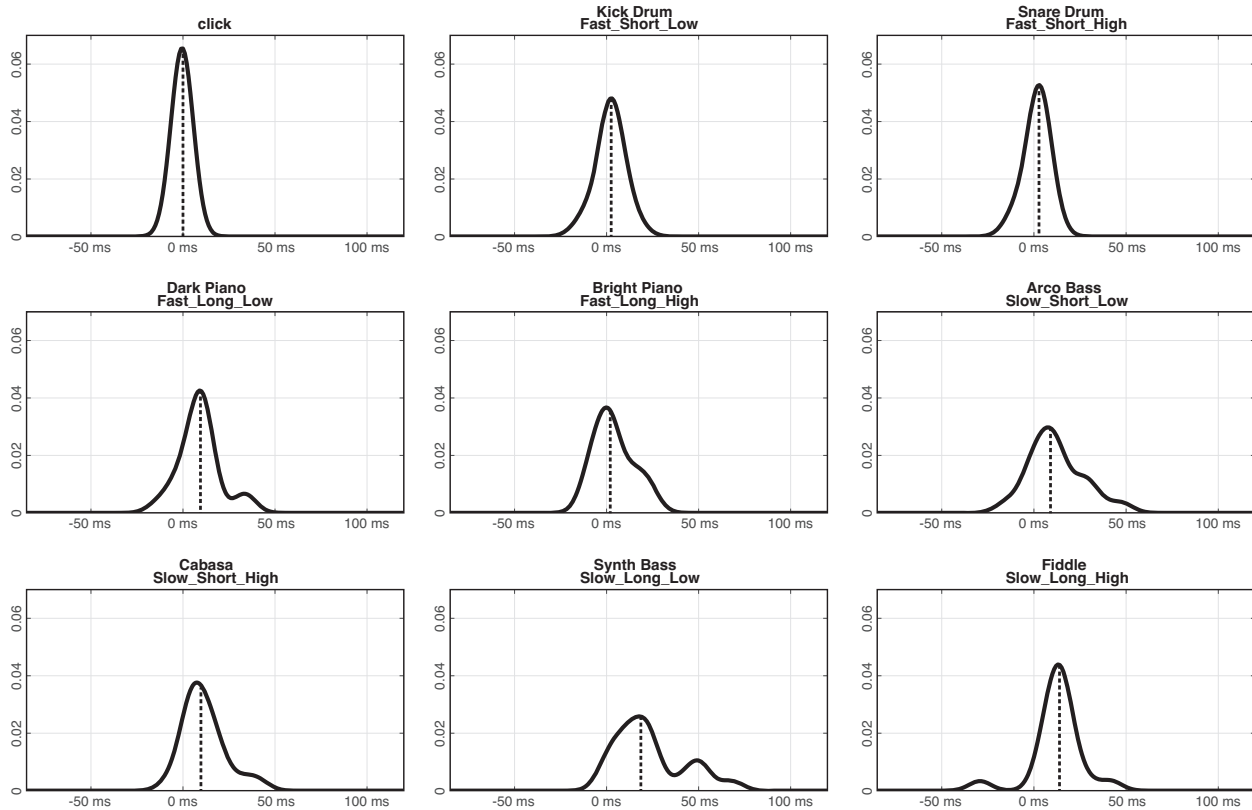 click
0.06
0.04
0.02
0
-50 ms 0 ms 50 ms 100 ms
Kick Drum
Fast_Short_Low
0.06
0.04
0.02
0
-50 ms 0 ms 50 ms 100 ms
Snare Drum
Fast_Short_High
0.06
0.04
0.02
0
-50 ms 0 ms 50 ms 100 ms
Dark Piano
Fast_Long_Low
0.06
0.04
0.02
0
-50 ms 0 ms 50 ms 100 ms
Bright Piano
Fast_Long_High
0.06
0.04
0.02
0
-50 ms 0 ms 50 ms 100 ms
Arco Bass
Slow_Short_Low
0.06
0.04
0.02
0
-50 ms 0 ms 50 ms 100 ms
Cabasa
Slow_Short_High
0.06
0.04
0.02
0
-50 ms 0 ms 50 ms 100 ms
Synth Bass
Slow_Long_Low
0.06
0.04
0.02
0
-50 ms 0 ms 50 ms 100 ms
Fiddle
Slow_Long_High
0.06
0.04
0.02
0
-50 ms 0 ms 50 ms 100 ms